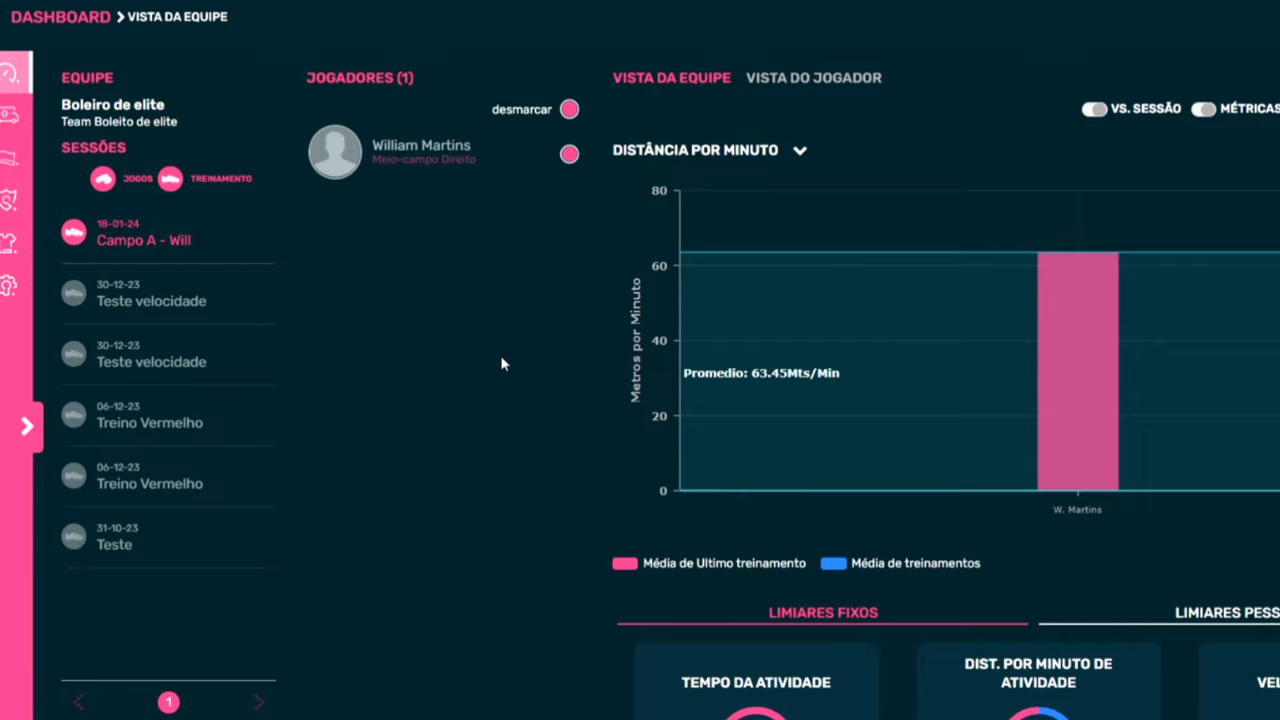 DASHBOARD > VISTA DA EQUIPE
EQUIPE
Boleiro de elite
Team Boleito de elite
SESSÕES
JOGOS
TREINAMENTO
18-01-24
Campo A - Will
30-12-23
Teste velocidade
30-12-23
Teste velocidade
06-12-23
Treino Vermelho
06-12-23
Treino Vermelho
31-10-23
Teste
1
JOGADORES (1)
desmarcar
William Martins
Meio-campo Direito
VISTA DA EQUIPE VISTA DO JOGADOR
VS. SESSÃO MÉTRICAS
DISTÂNCIA POR MINUTO
80
60
40
20
0
Metros por Minuto
Promedio: 63.45Mts/Min
W. Martins
Média de Ultimo treinamento
Média de treinamentos
LIMIARES FIXOS
LIMIARES PESS
TEMPO DA ATIVIDADE
DIST. POR MINUTO DE
ATIVIDADE
VEL